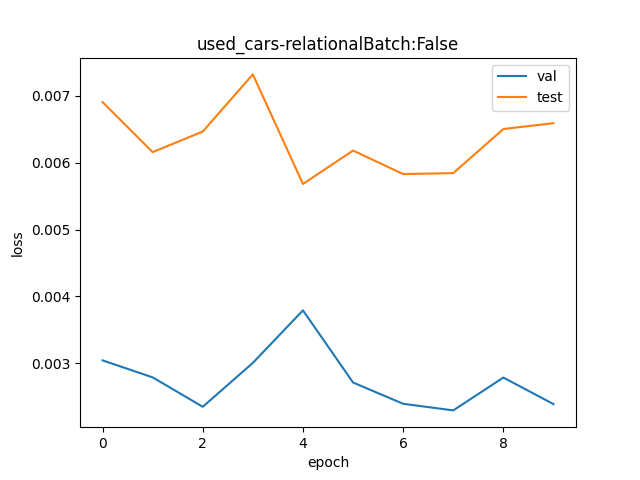 used_cars-relationalBatch:False
val
test
0.007
0.006
0.005
0.004
0.003
loss
0 2 4 6 8
epoch